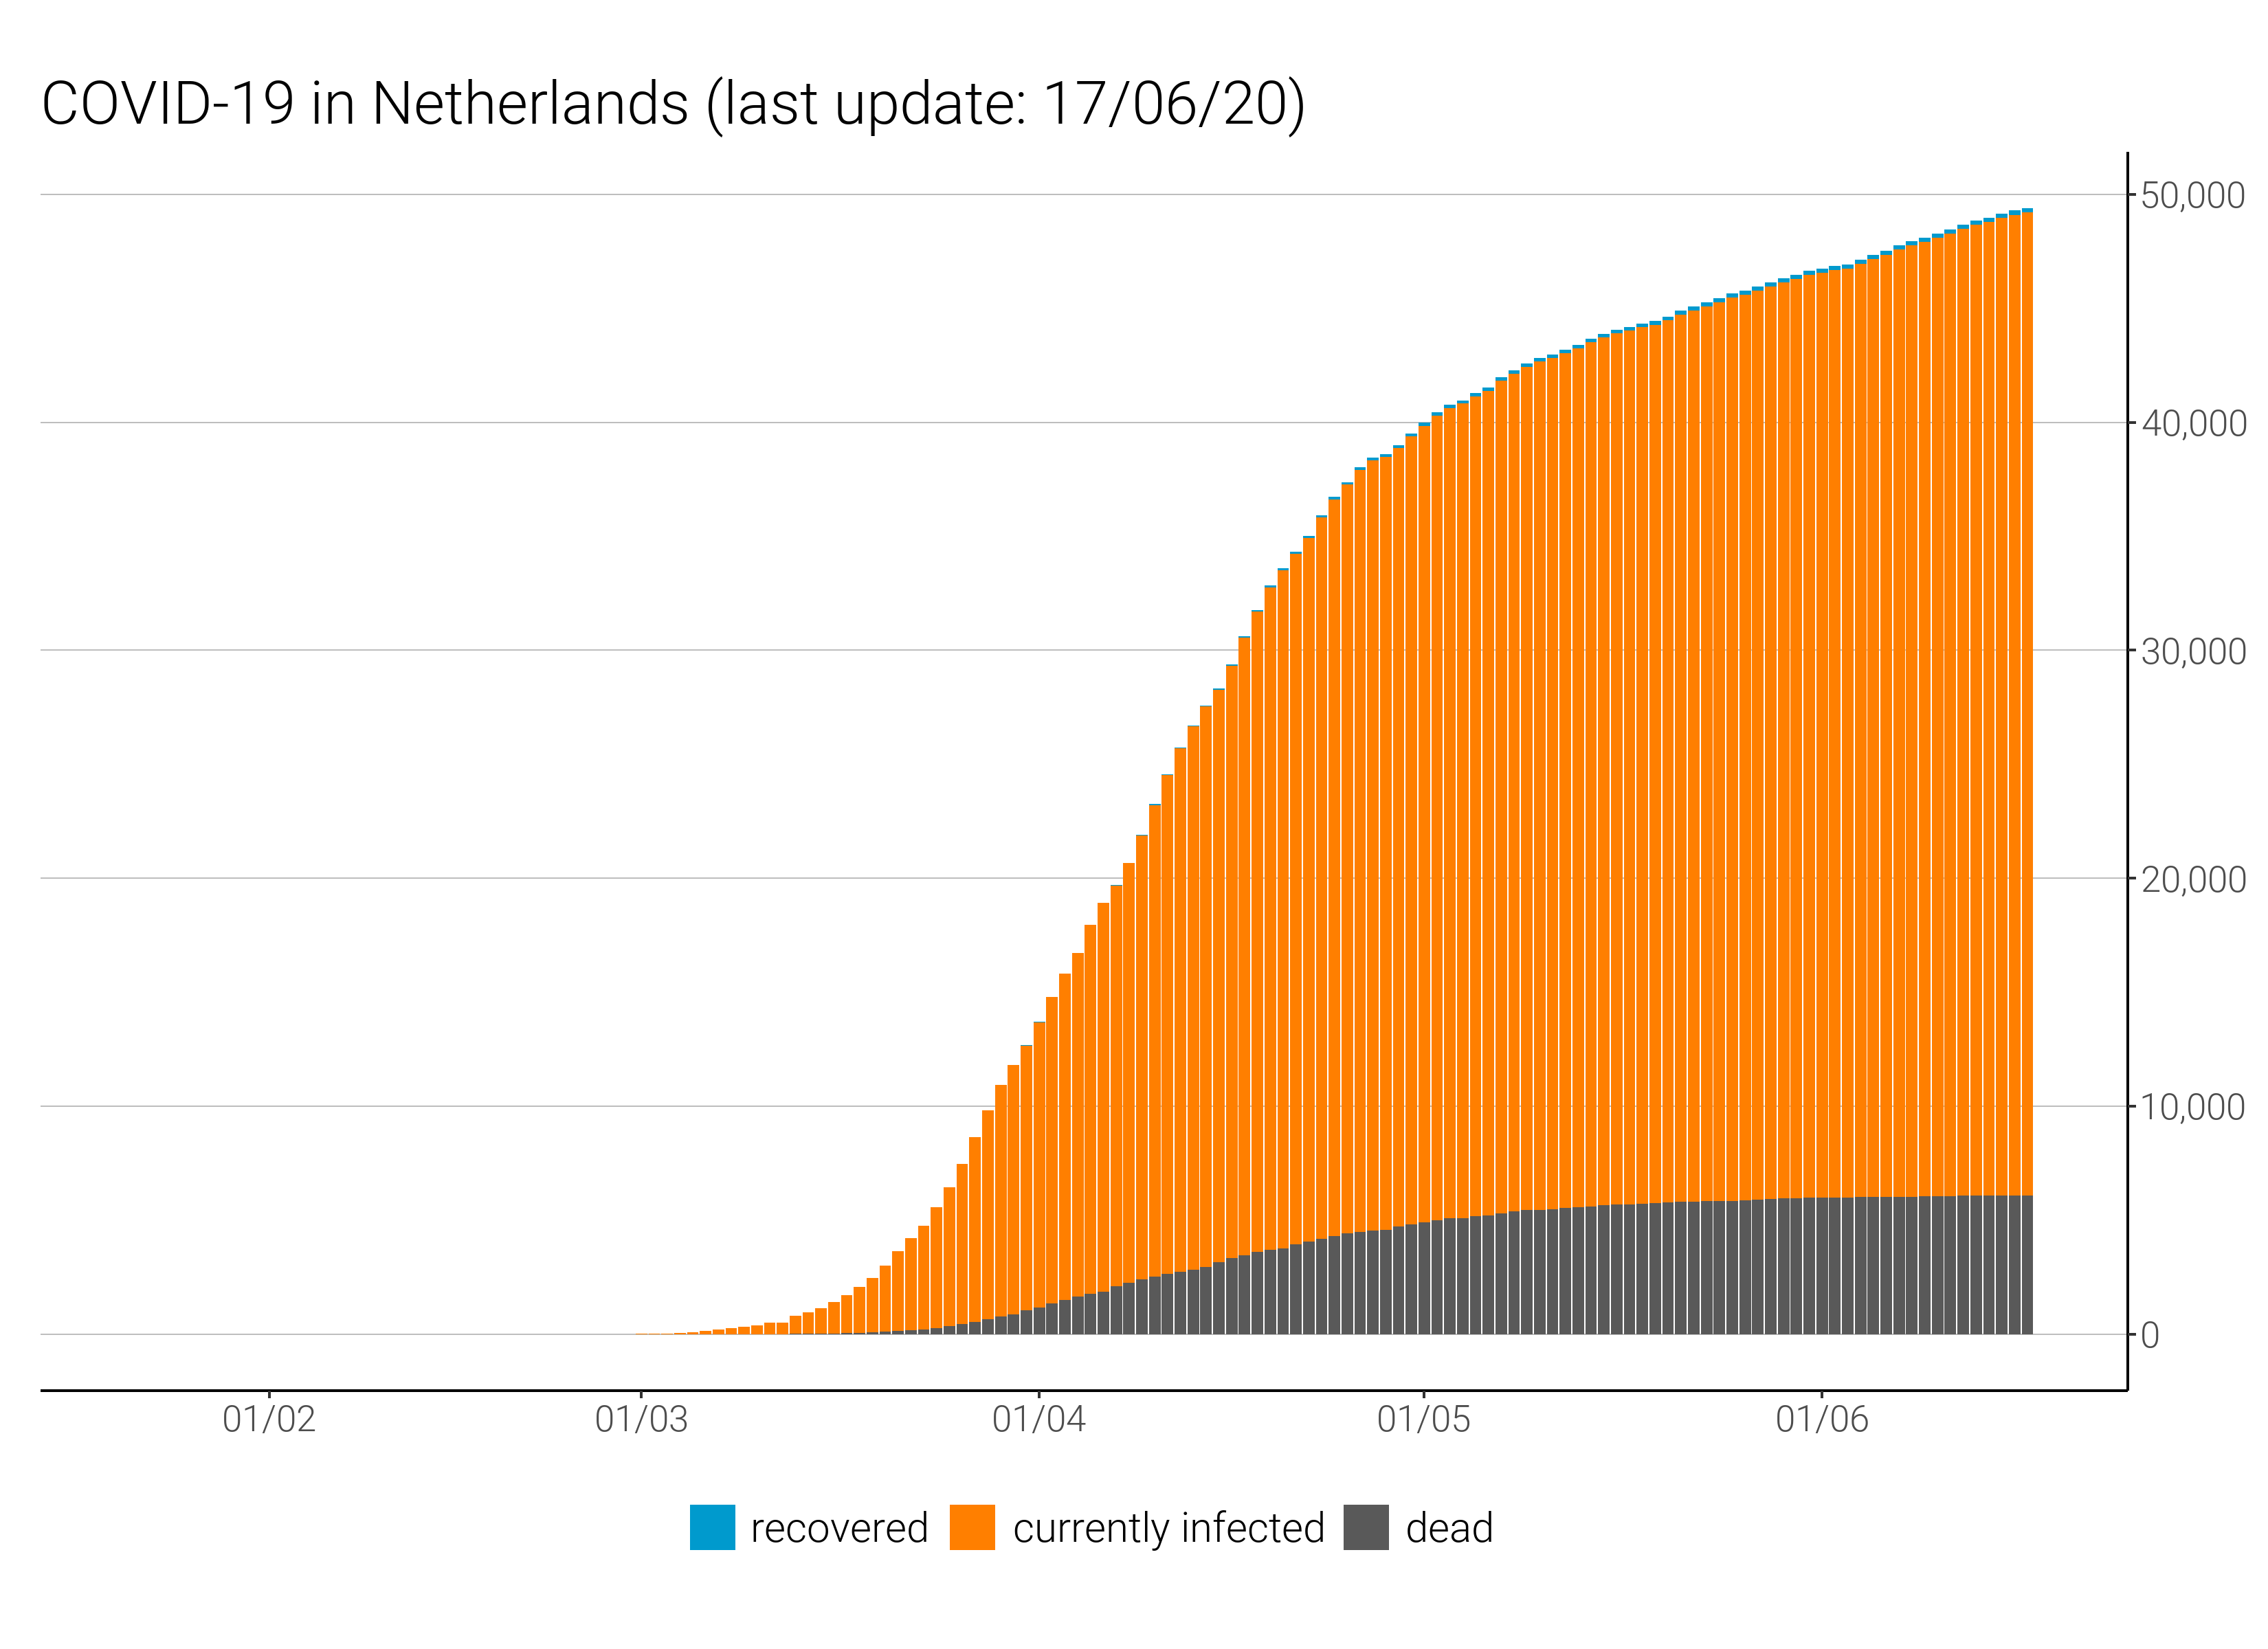 COVID-19 in Netherlands (last update: 17/06/20)
50,000
40,000
30,000
20,000
10,000
0
01/02 01/03 01/04 01/05 01/06
recovered currently infected dead